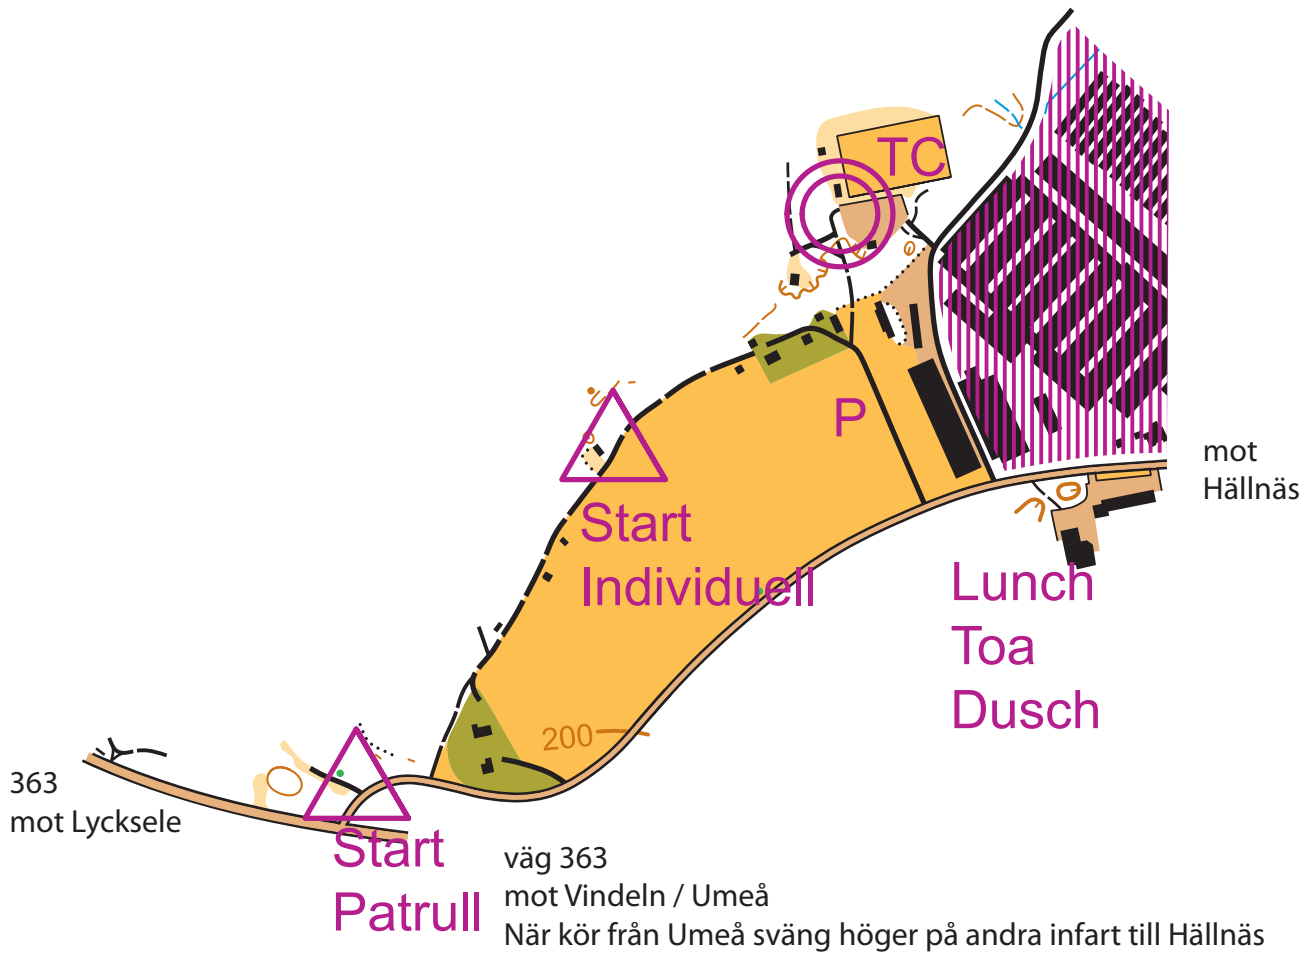 TC
P
mot
Hällnäs
Start
Individuell
Lunch
Toa
Dusch
200
363
mot Lycksele
Start
Patrull
väg 363
mot Vindeln / Umeå
När kör från Umeå sväng höger på andra infart till Hällnäs